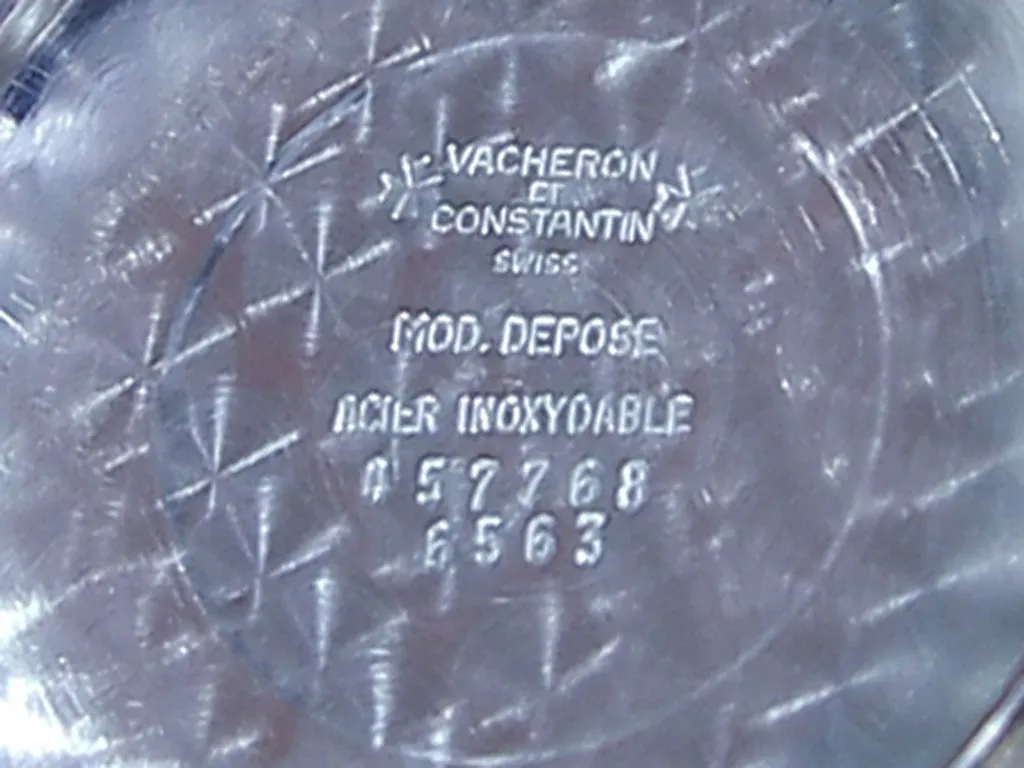 VACHERON
ET
CONSTANTIN
SWISS
MOD. DEPOSE
ACIER INOXYDABLE
457768
6563